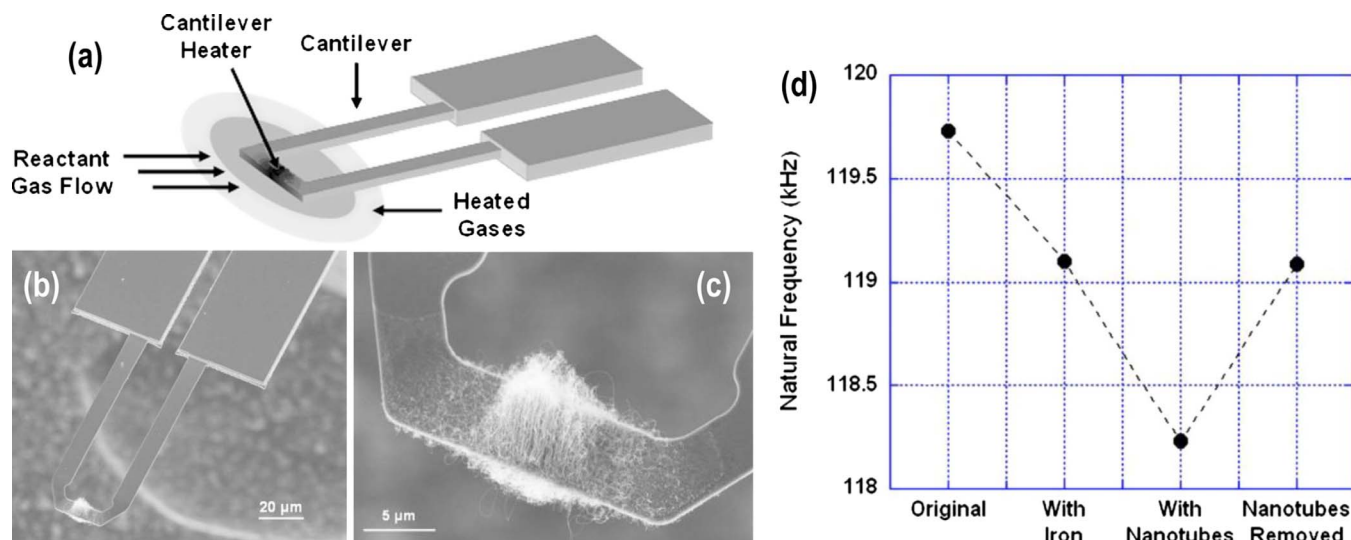 (a)
Cantilever
Heater
Cantilever
Reactant
Gas Flow
Heated
Gases
(b)
20 µm
(c)
5 µm
(d)
Natural Frequency (kHz)
120
119.5
119
118.5
118
Original
With
Iron
With
Nanotubes
Nanotubes
Removed